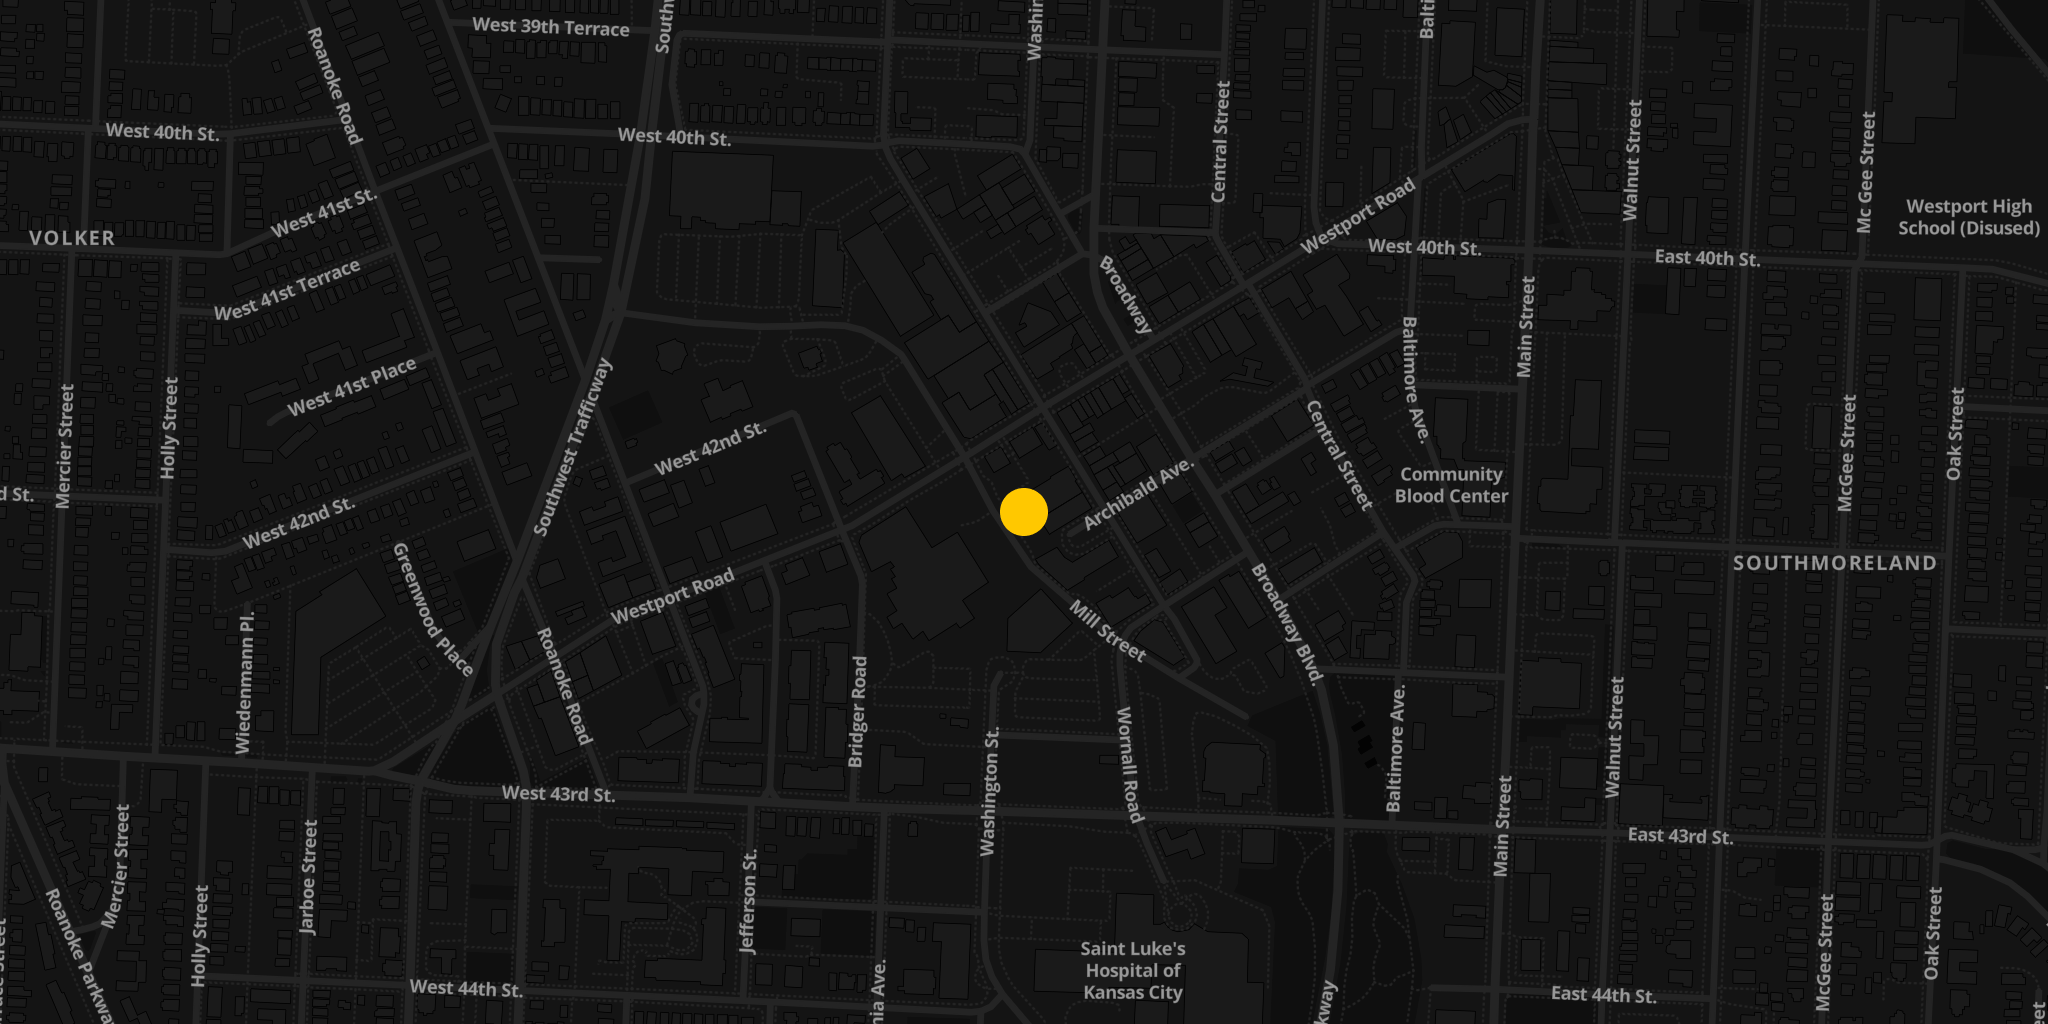 West 39th Terrace
Roanoke Road
West 40th St.
West 40th St.
Central Street
Walnut Street
Mc Gee Street
Westport High
School (Disused)
West 41st St.
VOLKER
Westport Road
West 40th St.
East 40th St.
West 41st Terrace
Broadway
Main Street
West 41st Place
Baltimore Ave.
Mercier Street
Holly Street
Southwest Trafficway
West 42nd St.
Central Street
McGee Street
Oak Street
Community
Blood Center
Archibald Ave.
West 42nd St.
SOUTHMORELAND
Greenwood Place
Westport Road
Mill Street
Broadway Blvd.
Wiedenmann Pl.
Roanoke Road
Bridger Road
Washington St.
Wornall Road
Baltimore Ave.
Walnut Street
West 43rd St.
Main Street
East 43rd St.
Mercier Street
Jarboe Street
Holly Street
Jefferson St.
Roanoke Parkway
McGee Street
Oak Street
Saint Luke's
Hospital of
Kansas City
West 44th St.
East 44th St.